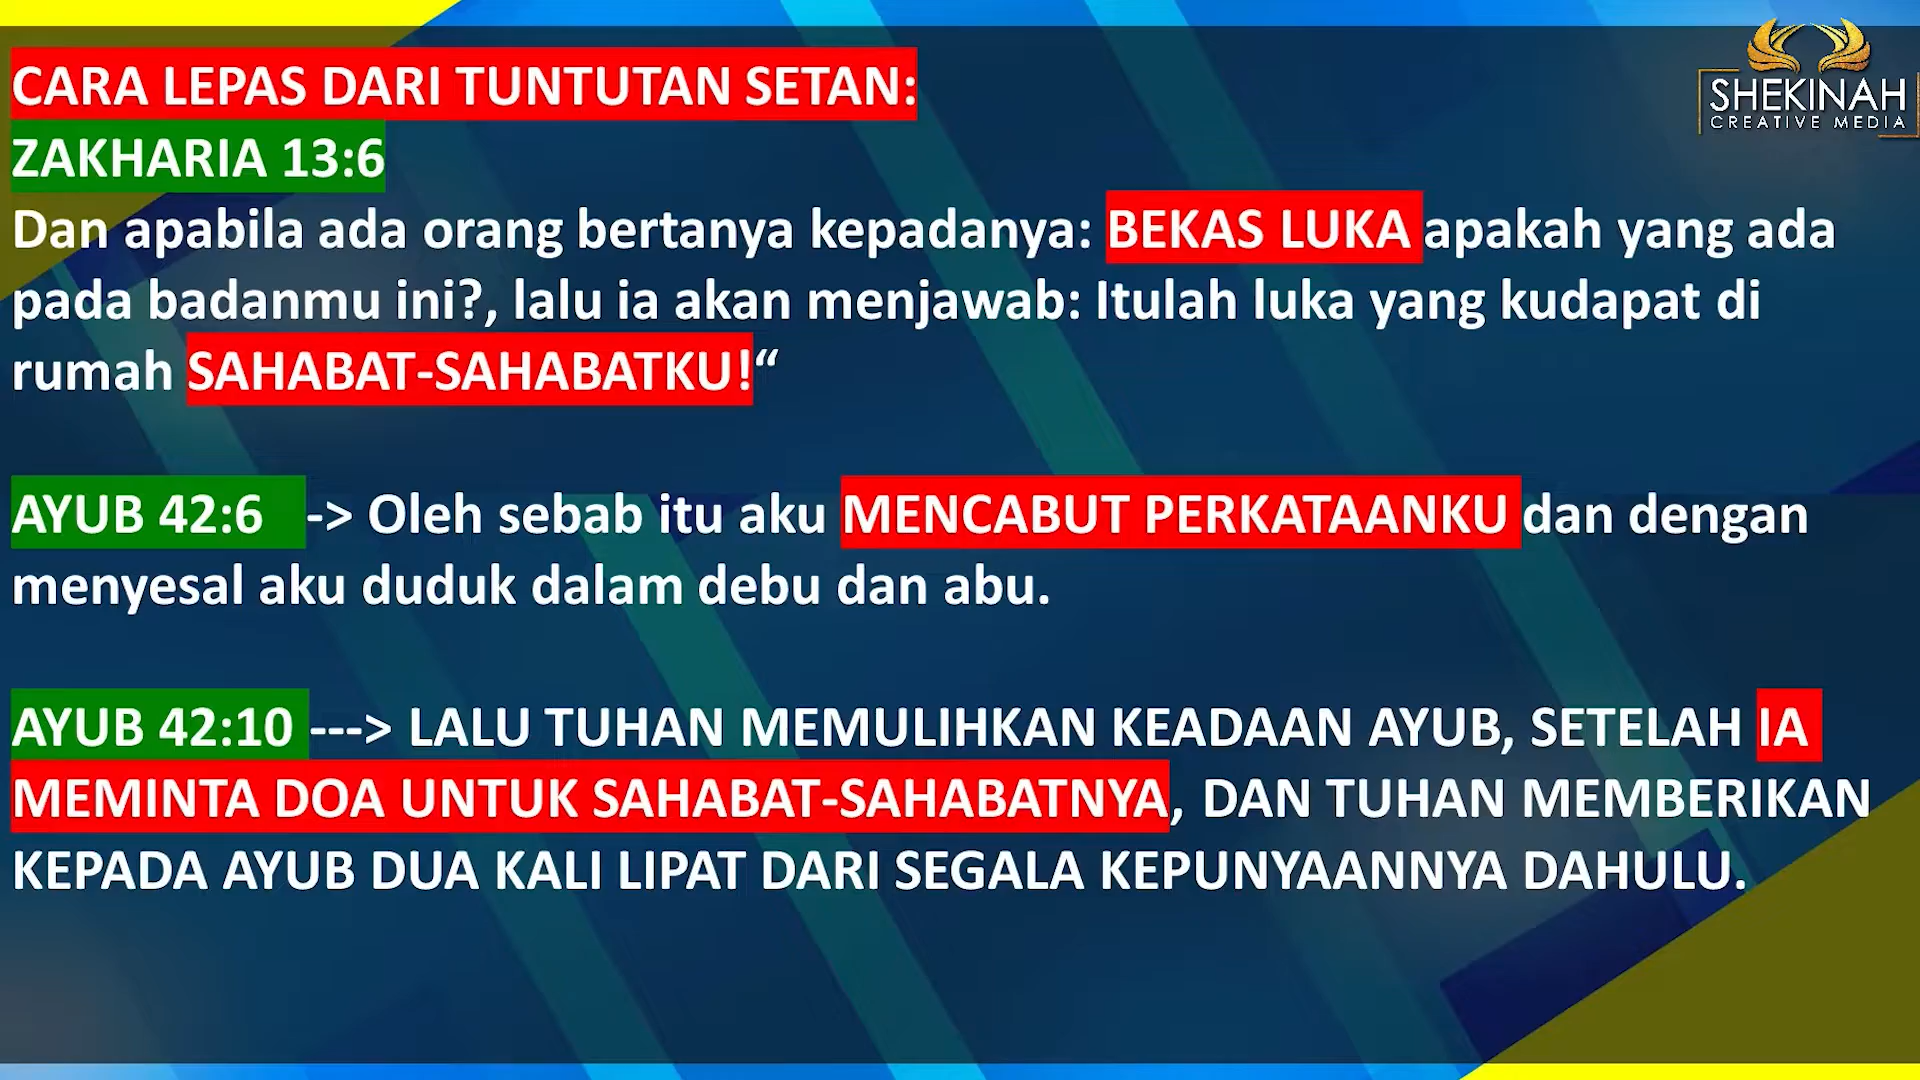 CARA LEPAS DARI TUNTUTAN SETAN:
ZAKHARIA 13:6
Dan apabila ada orang bertanya kepadanya: BEKAS LUKA apakah yang ada
pada badanmu ini?, lalu ia akan menjawab: Itulah luka yang kudapat di
rumah SAHABAT-SAHABATKU!“
AYUB 42:6 -> Oleh sebab itu aku MENCABUT PERKATAANKU dan dengan
menyesal aku duduk dalam debu dan abu.
AYUB 42:10 ---> LALU TUHAN MEMULIHKAN KEADAAN AYUB, SETELAH IA
MEMINTA DOA UNTUK SAHABAT-SAHABATNYA, DAN TUHAN MEMBERIKAN
KEPADA AYUB DUA KALI LIPAT DARI SEGALA KEPUNYAANNYA DAHULU.
SHEKINAH
CREATIVE MEDIA